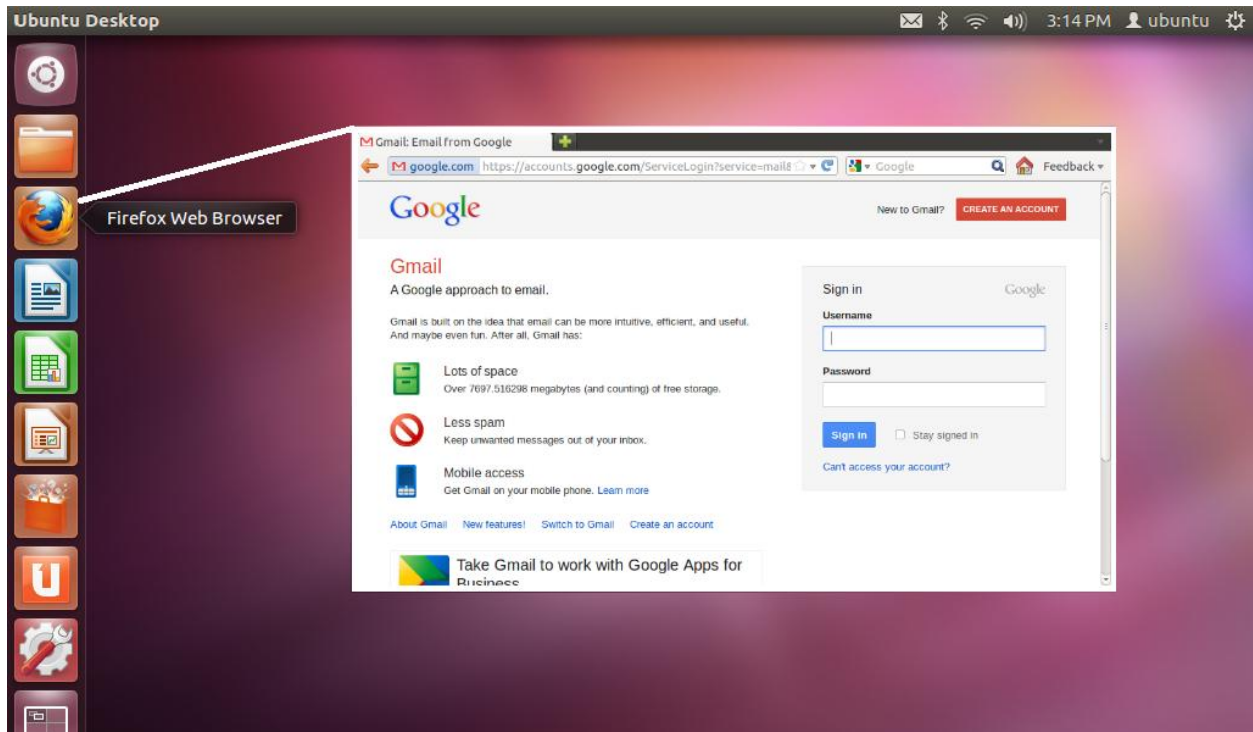 Ubuntu Desktop
3:14 PM ubuntu
Firefox Web Browser
Gmail: Email from Google
google.com https://accounts.google.com/ServiceLogin?service=mail&
Google
Feedback
Google
New to Gmail? CREATE AN ACCOUNT
Gmail
A Google approach to email.
Gmail is built on the idea that email can be more intuitive, efficient, and useful.
And maybe even fun. After all, Gmail has:
Lots of space
Over 7697.516298 megabytes (and counting) of free storage.
Less spam
Keep unwanted messages out of your inbox.
Mobile access
Get Gmail on your mobile phone. Learn more
About Gmail New features! Switch to Gmail Create an account
Take Gmail to work with Google Apps for
Business
Sign in Google
Username
Password
Sign in Stay signed in
Can't access your account?